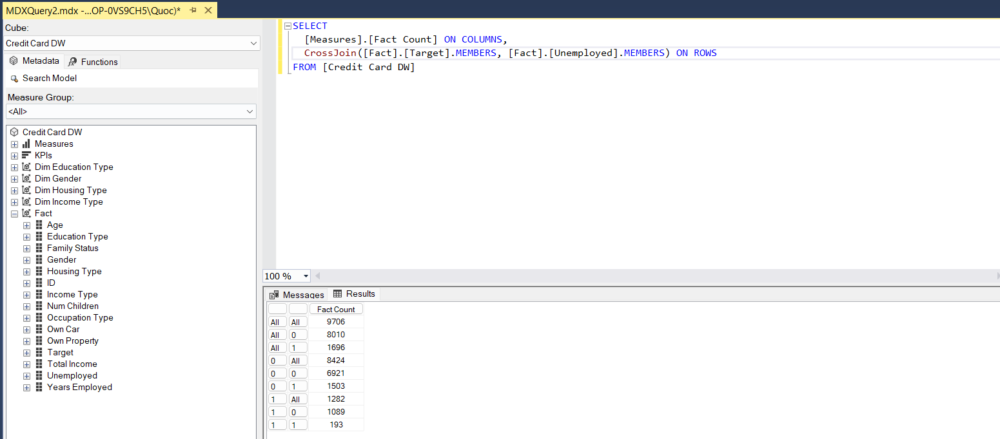 MDXQuery2.mdx -...OP-0VS9CH5\Quoc)*
Cube:
Credit Card DW
Metadata Functions
Search Model
Measure Group:
<All>
Credit Card DW
Measures
KPIs
Dim Education Type
Dim Gender
Dim Housing Type
Dim Income Type
Fact
Age
Education Type
Family Status
Gender
Housing Type
ID
Income Type
Num Children
Occupation Type
Own Car
Own Property
Target
Total Income
Unemployed
Years Employed
SELECT
[Measures].[Fact Count] ON COLUMNS,
CrossJoin([Fact].[Target].MEMBERS, [Fact].[Unemployed].MEMBERS) ON ROWS
FROM [Credit Card DW]
100 %
Messages Results
Fact Count
All All 9706
All 0 8010
All 1 1696
0 All 8424
0 0 6921
0 1 1503
1 All 1282
1 0 1089
1 1 193